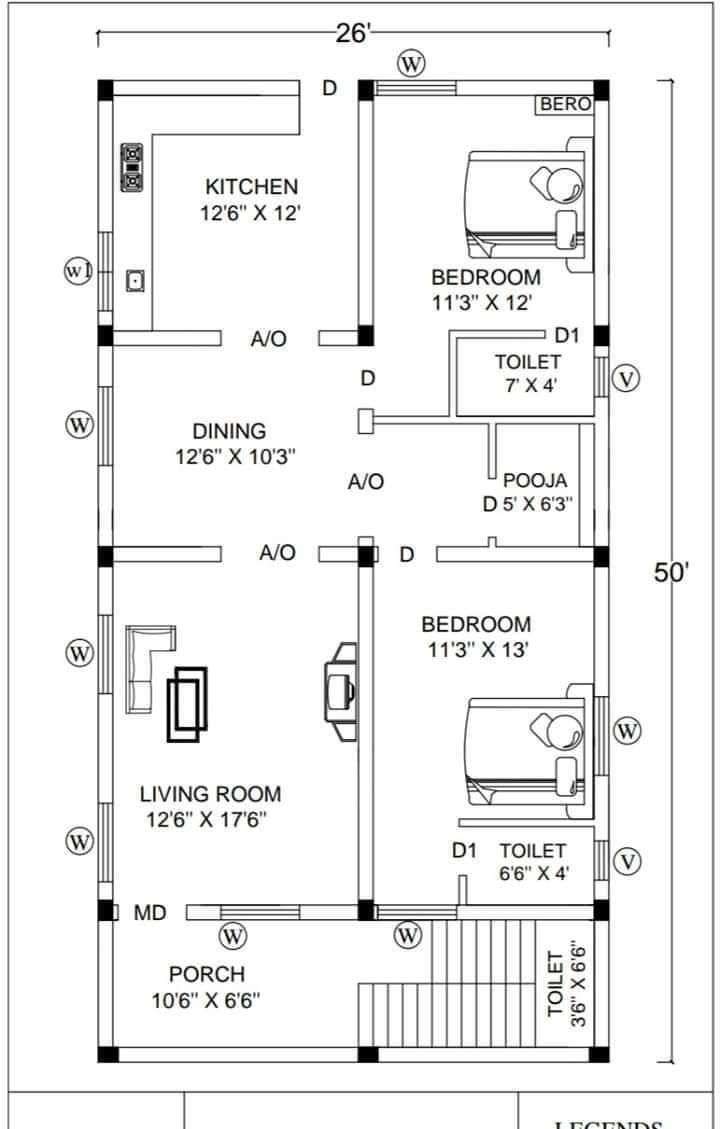 26'
W
D
BERO
KITCHEN
12'6" X 12'
w1
BEDROOM
11'3" X 12'
A/O
D1
TOILET
7' X 4'
D
V
W
DINING
12'6" X 10'3"
A/O
POOJA
D 5' X 6'3"
A/O
D
50'
BEDROOM
11'3" X 13'
W
W
LIVING ROOM
12'6" X 17'6"
W
D1
TOILET
6'6" X 4'
V
MD
W
W
PORCH
10'6" X 6'6"
TOILET
3'6" X 6'6"
LEGENDS